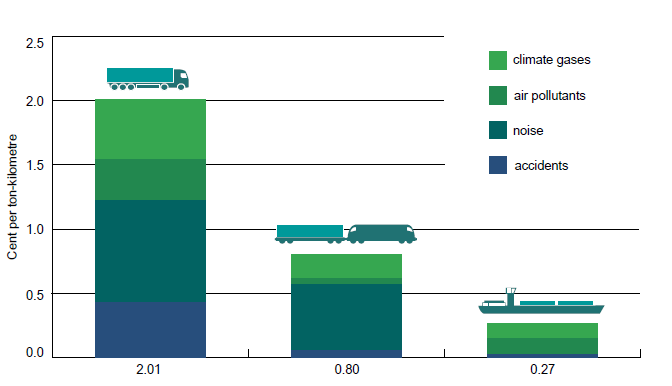 2.5
climate gases
air pollutants
2.0
noise
1.5
accidents
Cent per ton-kilometre
1.0
0.5
0.0
2.01
0.80
0.27